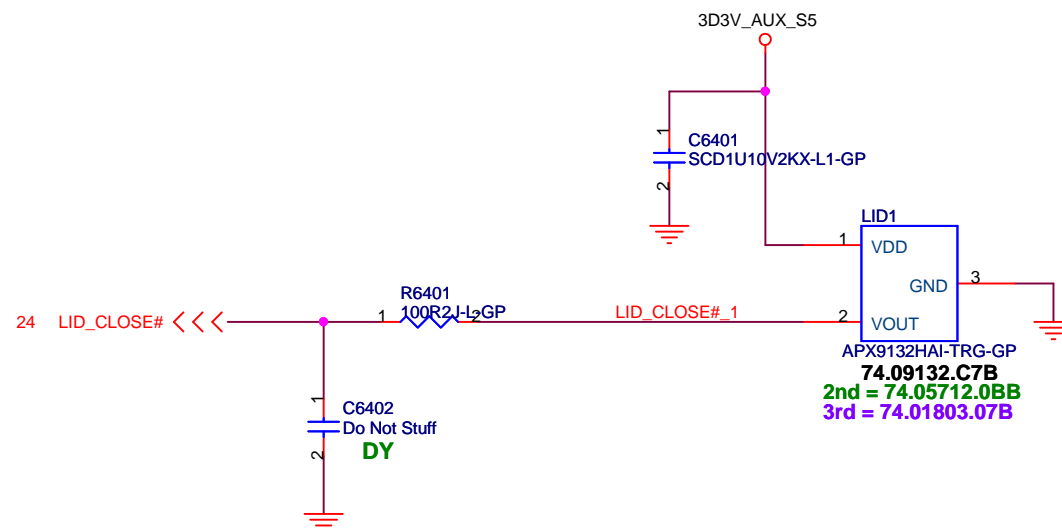 3D3V_AUX_S5
1
C6401
SCD1U10V2KX-L1-GP
2
LID1
1
VDD
GND
3
R6401
100R2J-L-GP
24
LID_CLOSE#
1
2
LID_CLOSE#_1
2
VOUT
APX9132HAI-TRG-GP
74.09132.C7B
2nd = 74.05712.0BB
3rd = 74.01803.07B
1
C6402
Do Not Stuff
DY
2